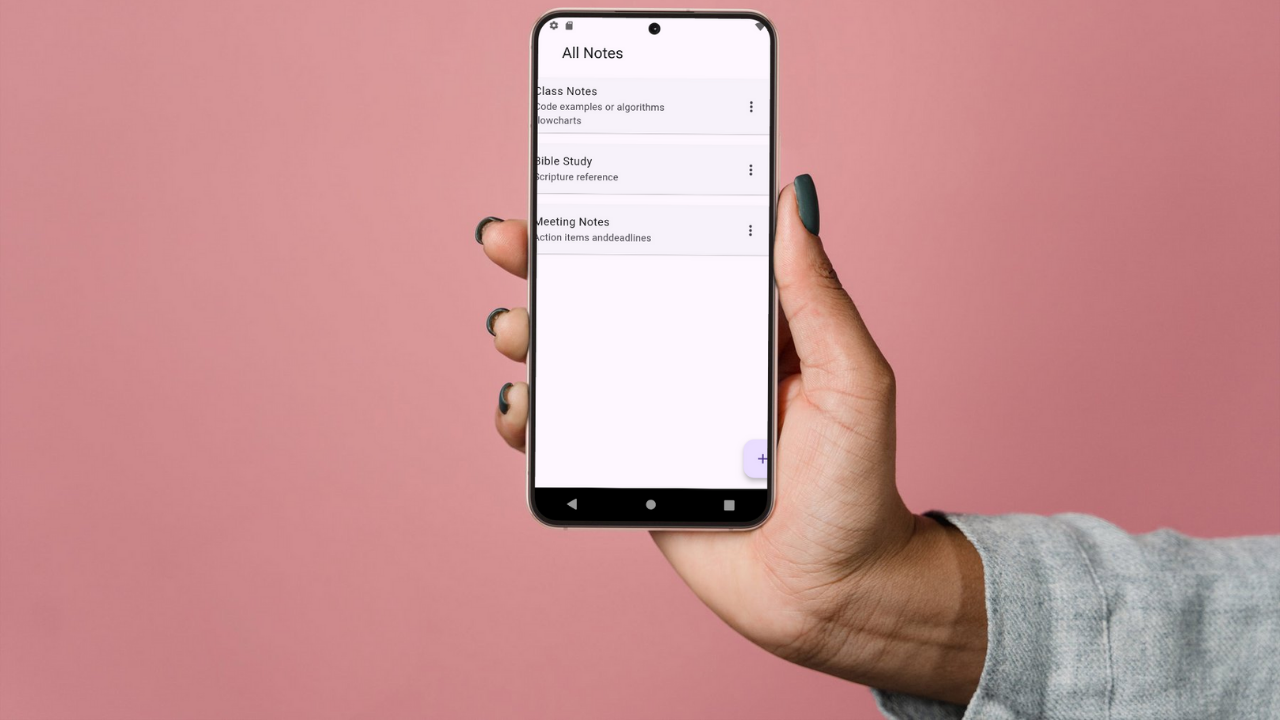 All Notes
Class Notes
Code examples or algorithms
flowcharts
Bible Study
Scripture reference
Meeting Notes
Action items anddeadlines
+